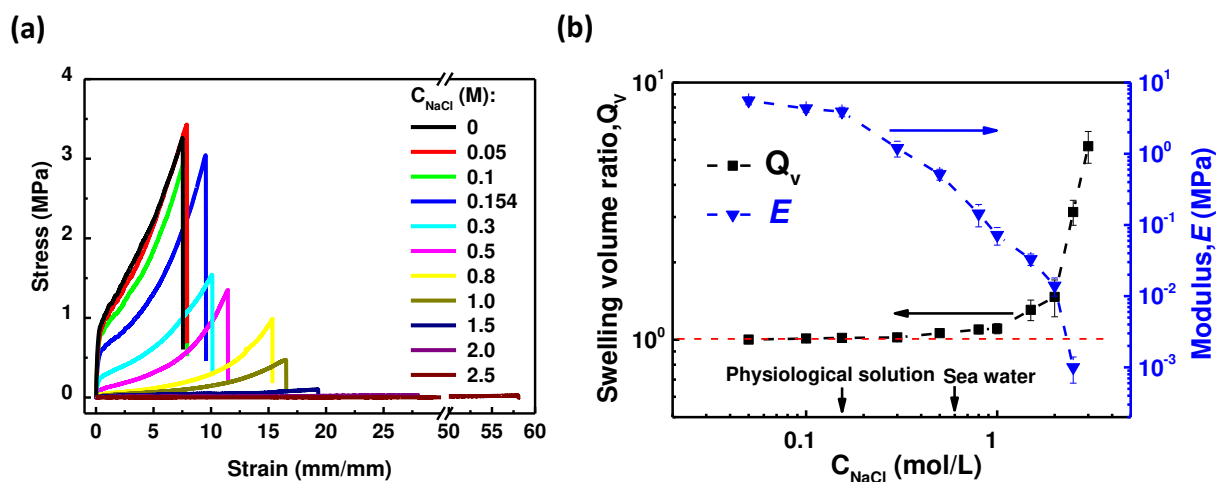 (a)
(b)
4
3
2
1
0
Stress (MPa)
0 5 10 15 20 25 50 55 60
Strain (mm/mm)
C_NaCl (M):
0
0.05
0.1
0.154
0.3
0.5
0.8
1.0
1.5
2.0
2.5
10^1
10^0
Swelling volume ratio,Q_V
Q_v
E
Physiological solution
Sea water
0.1 1
C_NaCl (mol/L)
10^1
10^0
10^-1
10^-2
10^-3
Modulus,E (MPa)